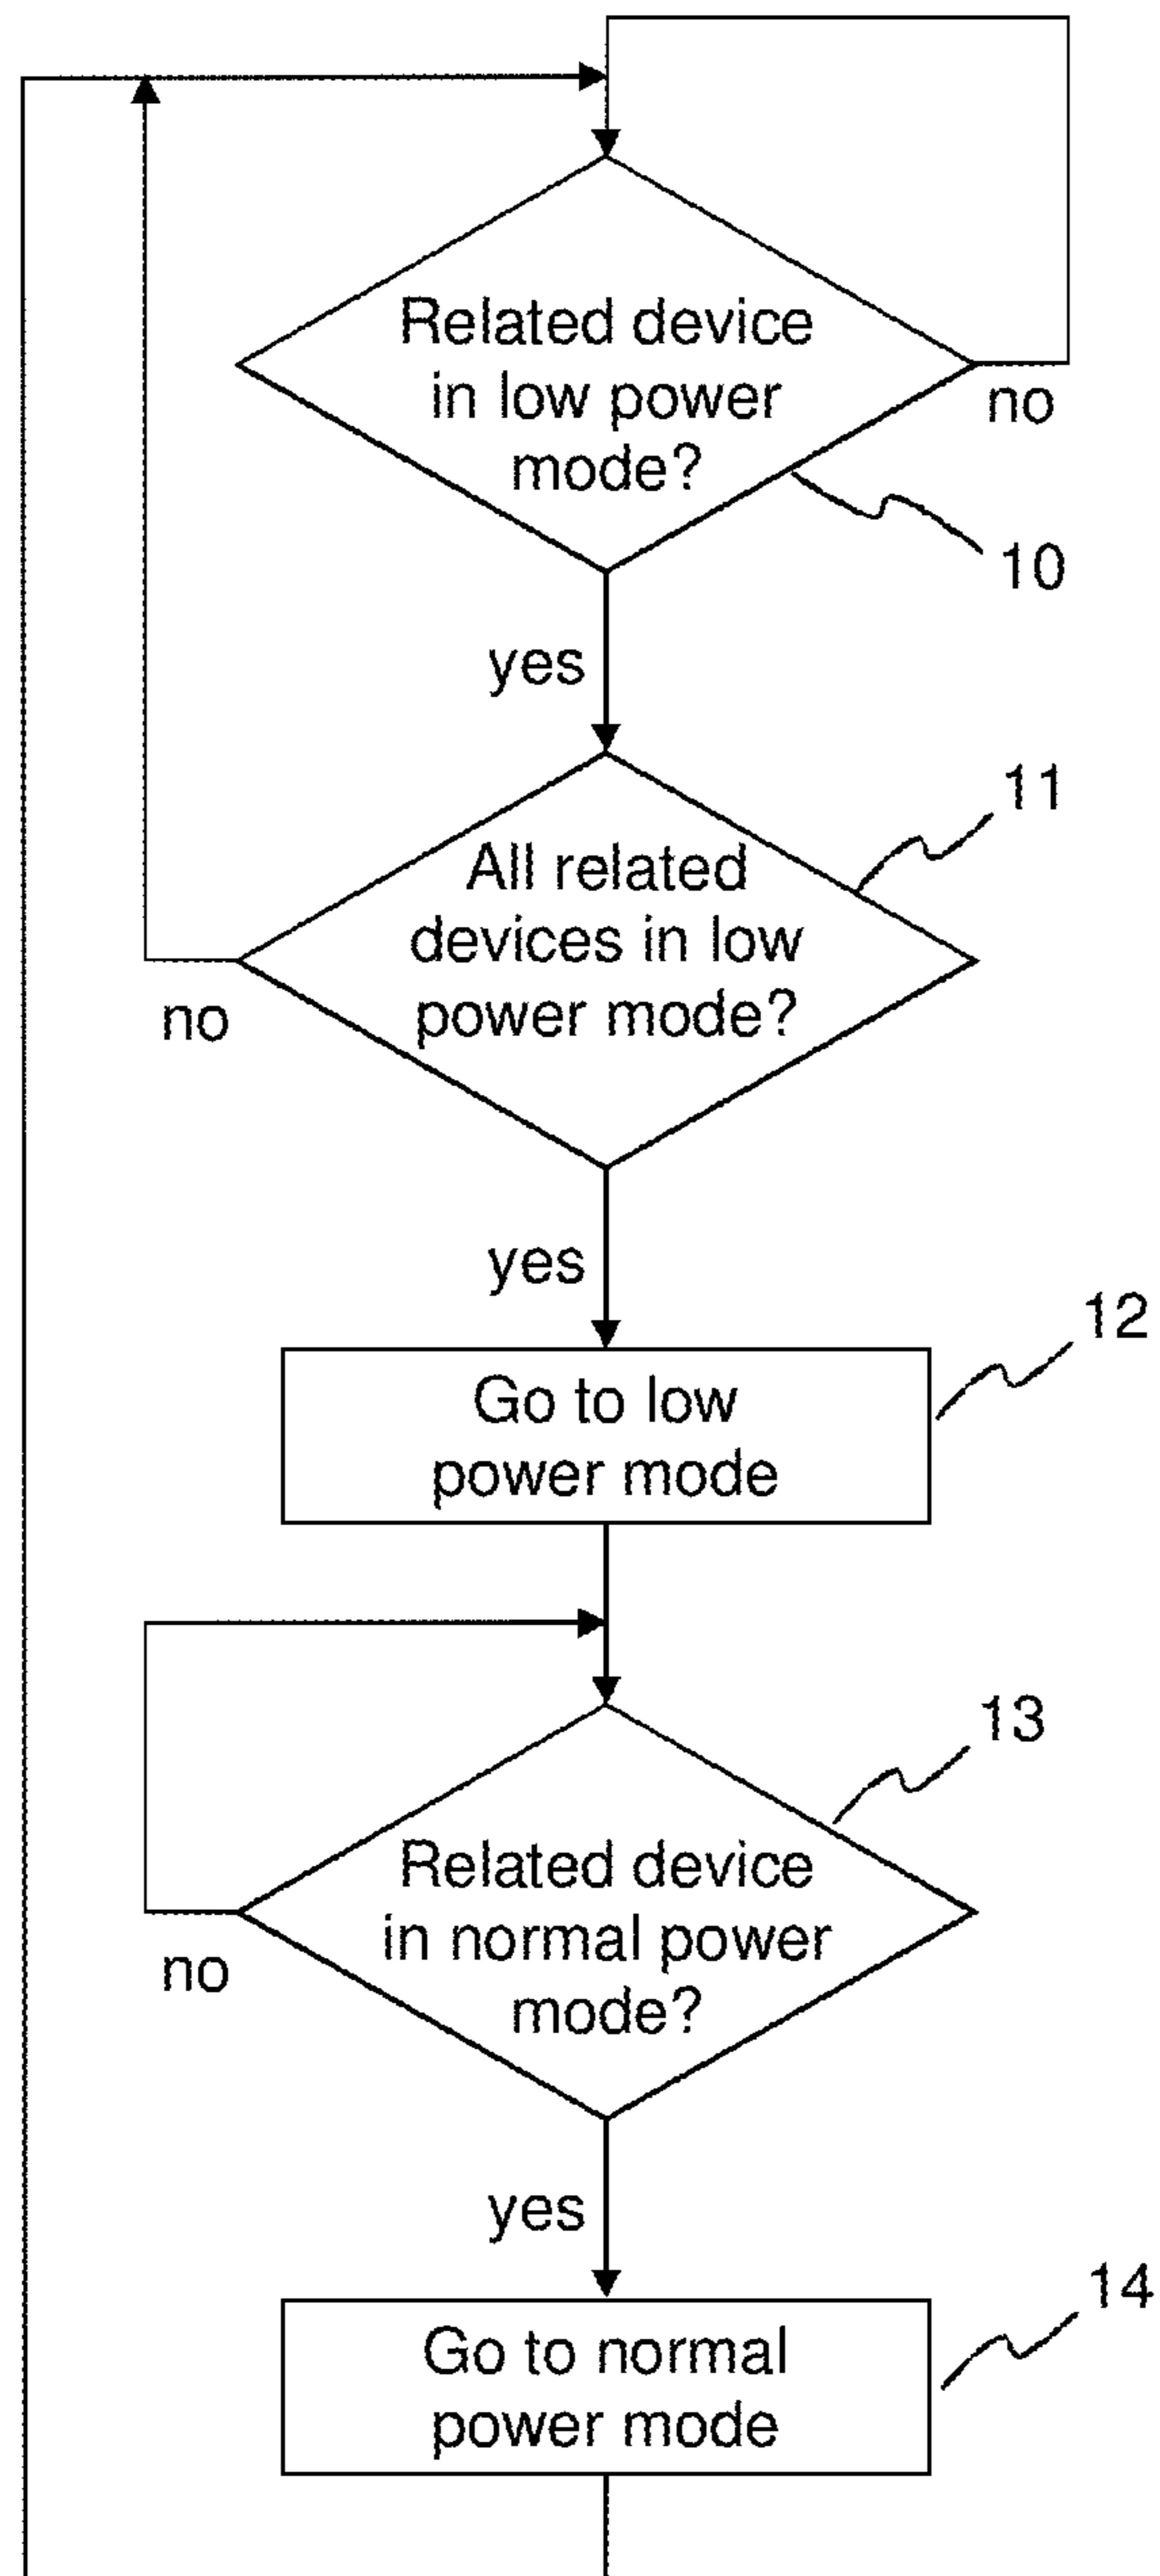 Related device
in low power
mode?
no
10
yes
11
All related
devices in low
power mode?
no
yes
12
Go to low
power mode
13
Related device
in normal power
mode?
no
yes
14
Go to normal
power mode